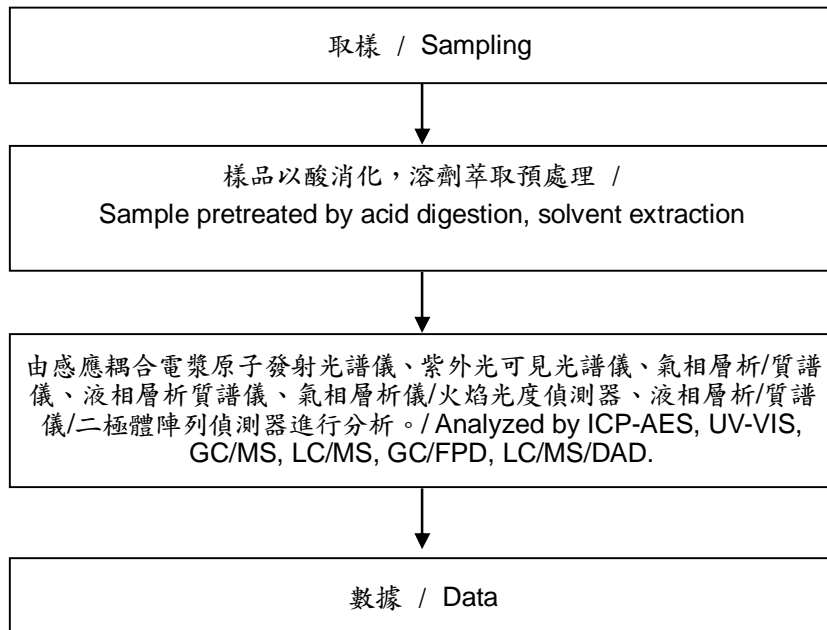 取樣 / Sampling
樣品以酸消化，溶劑萃取預處理 /
Sample pretreated by acid digestion, solvent extraction
由感應耦合電漿原子發射光譜儀、紫外光可見光譜儀、氣相層析/質譜
儀、液相層析質譜儀、氣相層析儀/火焰光度偵測器、液相層析/質譜
儀/二極體陣列偵測器進行分析。/ Analyzed by ICP-AES, UV-VIS,
GC/MS, LC/MS, GC/FPD, LC/MS/DAD.
數據 / Data